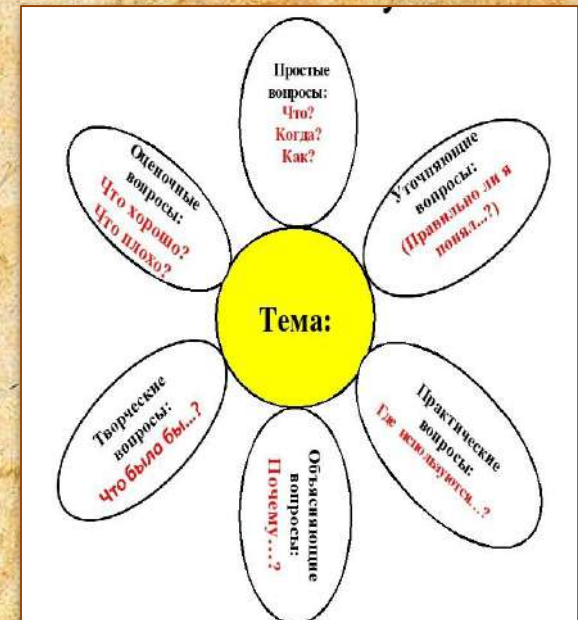 Простые
вопросы:
Что?
Когда?
Как?
Уточняющие
вопросы:
(Правильно ли я
понял...?)
Практические
вопросы:
Где используются...?
Объясняющие
вопросы:
Почему...?
Творческие
вопросы:
Что было бы...?
Оценочные
вопросы:
Что хорошо?
Что плохо?
Тема: